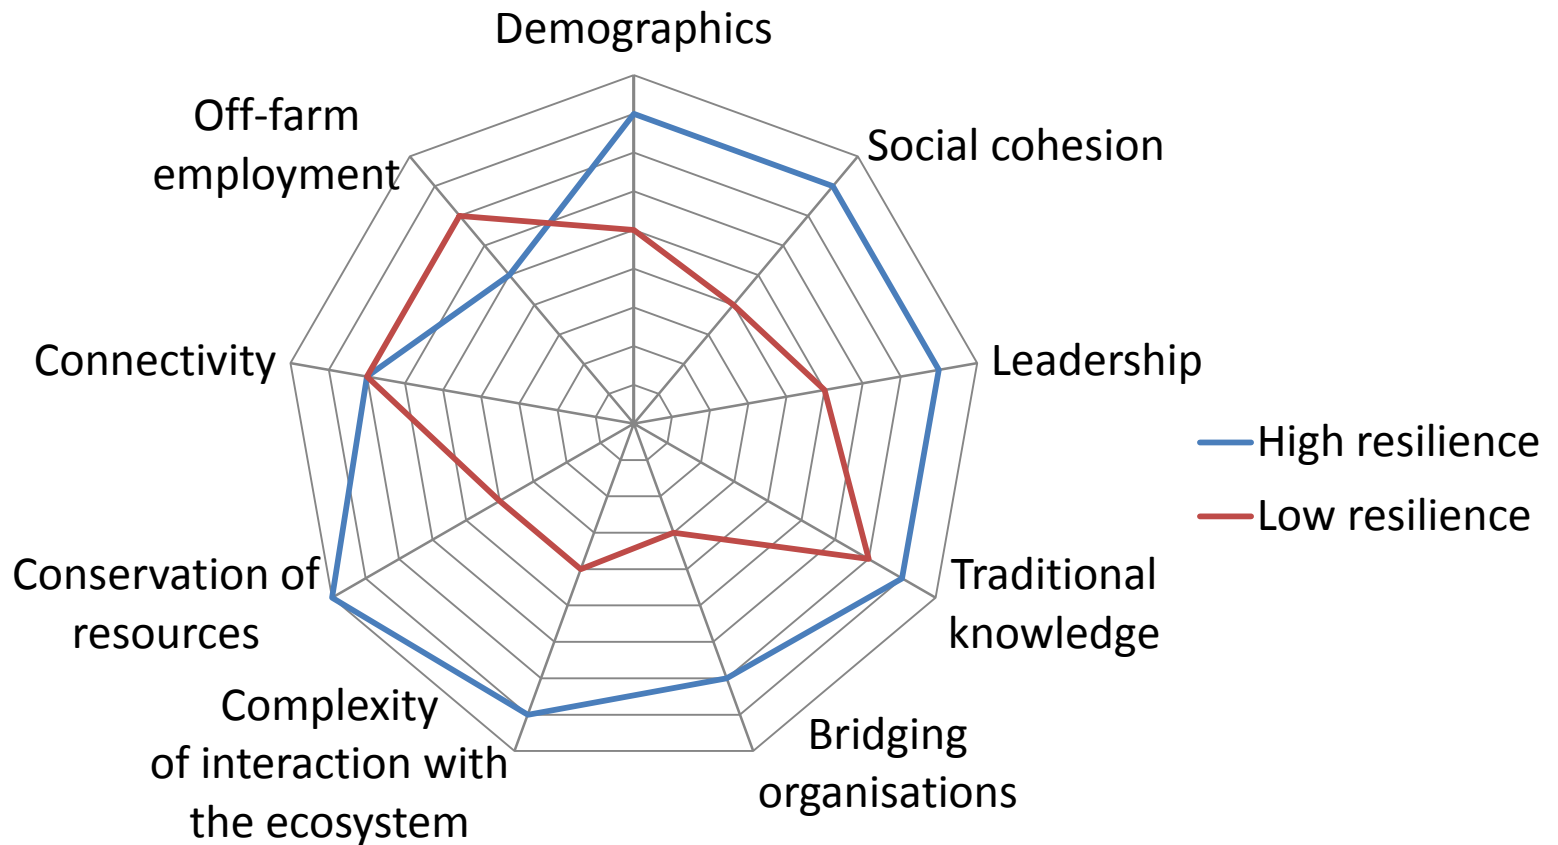 Demographics
Off-farm
employment
Social cohesion
Connectivity
Leadership
High resilience
Low resilience
Conservation of
resources
Traditional
knowledge
Complexity
of interaction with
the ecosystem
Bridging
organisations